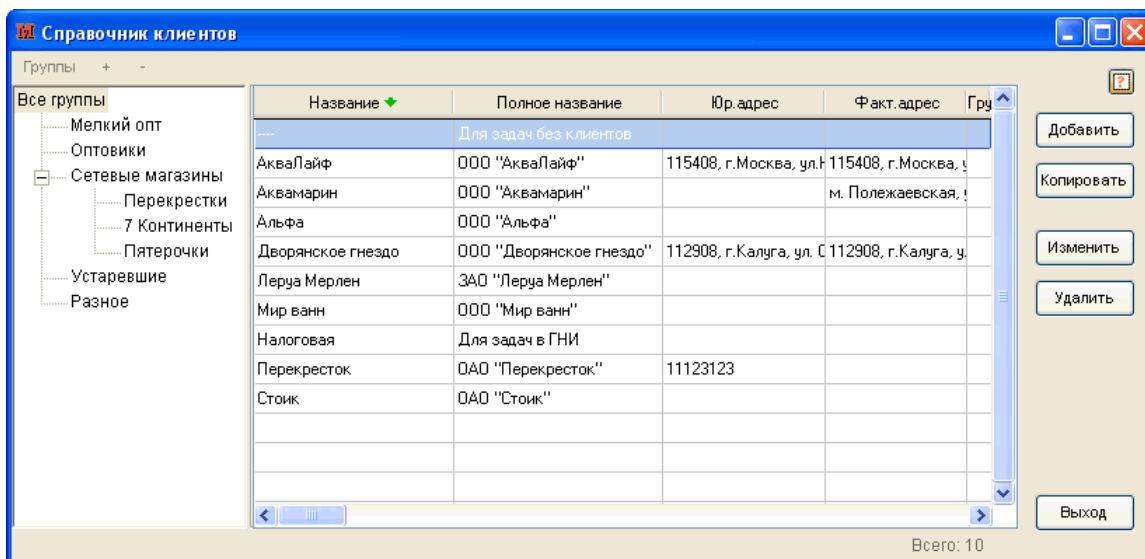 Справочник клиентов
Группы + -
Все группы
Мелкий опт
Оптовики
Сетевые магазины
Перекрестки
7 Континенты
Пятерочки
Устаревшие
Разное
Название Полное название Юр.адрес Факт.адрес Гру
---- Для задач без клиентов
АкваЛайф ООО "АкваЛайф" 115408, г.Москва, ул. 115408, г.Москва,
Аквамарин ООО "Аквамарин" м. Полежаевская,
Альфа ООО "Альфа"
Дворянское гнездо ООО "Дворянское гнездо" 112908, г.Калуга, ул. 112908, г.Калуга, у.
Леруа Мерлен ЗАО "Леруа Мерлен"
Мир ванн ООО "Мир ванн"
Налоговая Для задач в ГНИ
Перекресток ОАО "Перекресток" 11123123
Стоик ОАО "Стоик"
Всего: 10
?
Добавить
Копировать
Изменить
Удалить
Выход